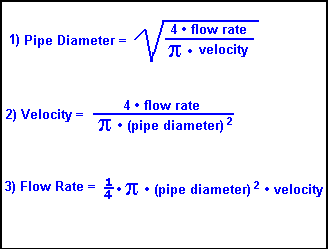 1) Pipe Diameter = √ 4 • flow rate
π • velocity
2) Velocity = 4 • flow rate
π • (pipe diameter)²
3) Flow Rate = 1/4 • π • (pipe diameter)² • velocity